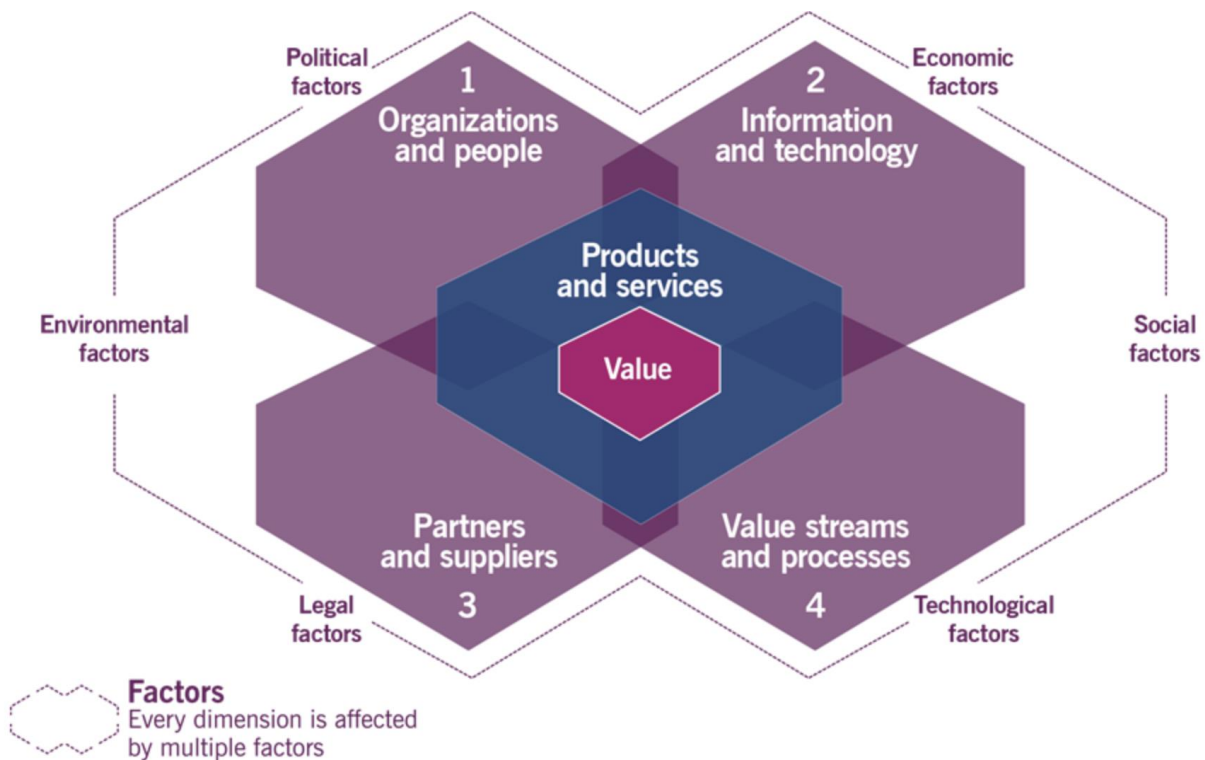 Political
factors
Economic
factors
1
Organizations
and people
2
Information
and technology
Products
and services
Environmental
factors
Value
Social
factors
Partners
and suppliers
3
Value streams
and processes
4
Legal
factors
Technological
factors
Factors
Every dimension is affected
by multiple factors